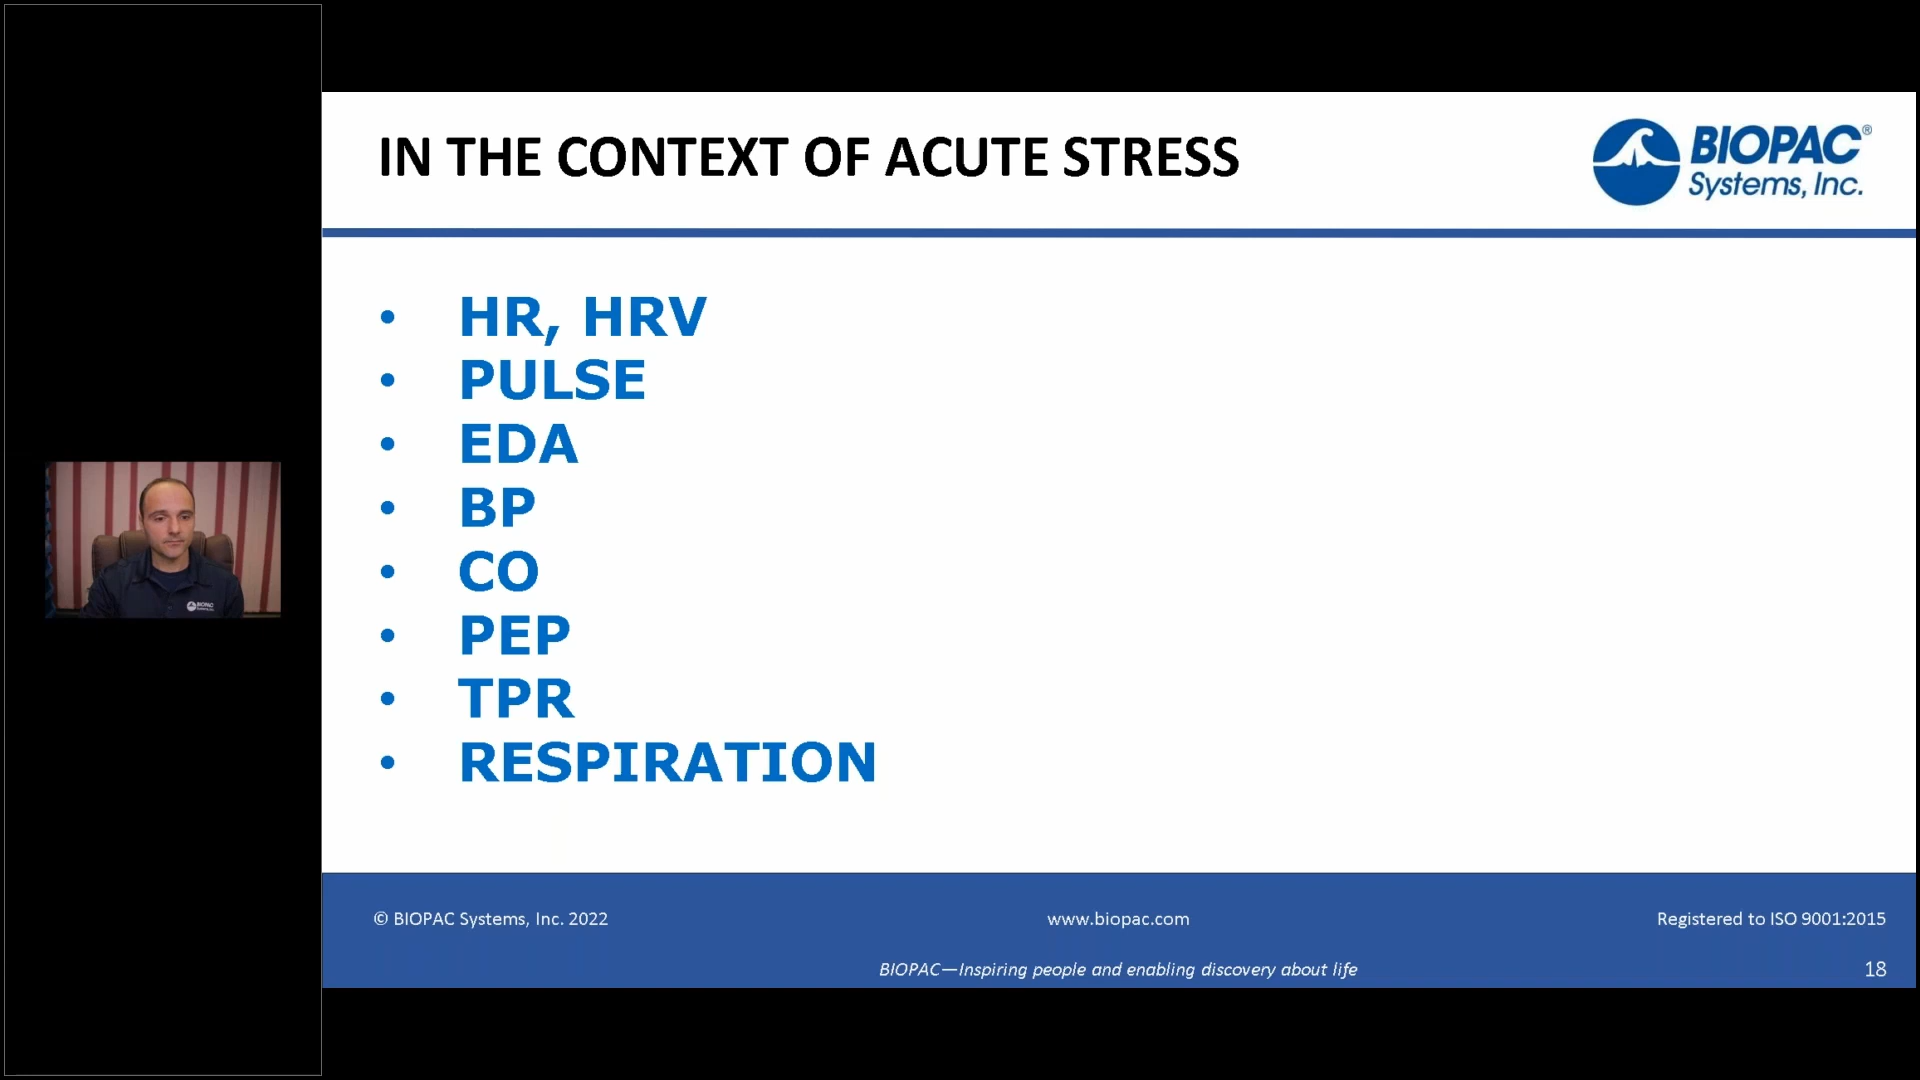 IN THE CONTEXT OF ACUTE STRESS
BIOPAC®
Systems, Inc.
• HR, HRV
• PULSE
• EDA
• BP
• CO
• PEP
• TPR
• RESPIRATION
BIOPAC
© BIOPAC Systems, Inc. 2022
www.biopac.com
Registered to ISO 9001:2015
BIOPAC—Inspiring people and enabling discovery about life
18